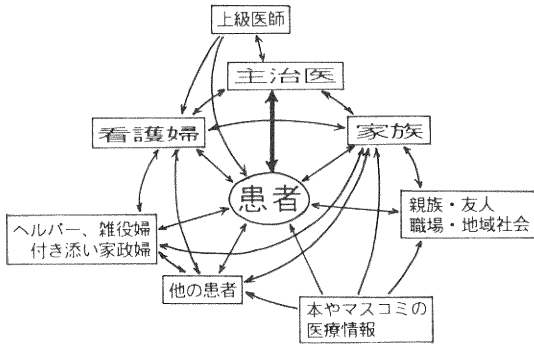 上級医師
主治医
看護婦
家族
患者
親族・友人
職場・地域社会
ヘルパー、雑役婦
付き添い家政婦
他の患者
本やマスコミの
医療情報